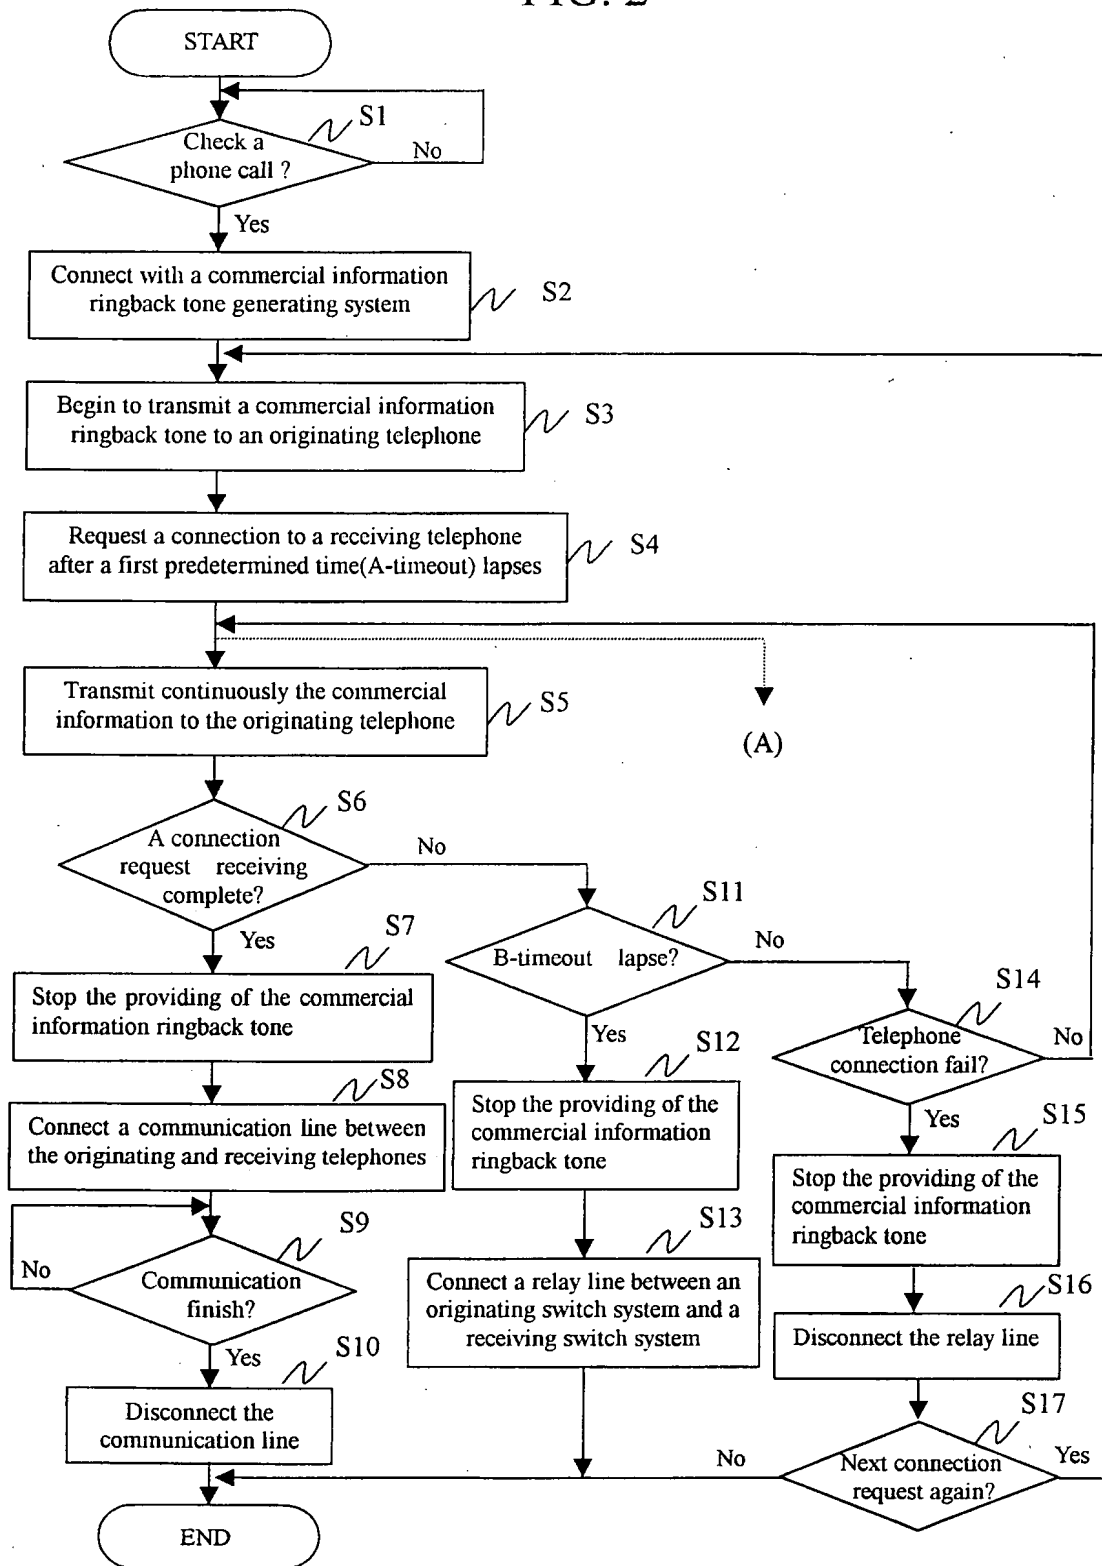 FIG. 2
START
S1
Check a
phone call ?
No
Yes
Connect with a commercial information
ringback tone generating system
S2
Begin to transmit a commercial information
ringback tone to an originating telephone
S3
Request a connection to a receiving telephone
after a first predetermined time(A-timeout) lapses
S4
Transmit continuously the commercial
information to the originating telephone
S5
(A)
S6
A connection
request receiving
complete?
No
Yes
S7
Stop the providing of the commercial
information ringback tone
S8
Connect a communication line between
the originating and receiving telephones
S9
Communication
finish?
No
Yes
S10
Disconnect the
communication line
END
S11
B-timeout lapse?
No
Yes
S12
Stop the providing of the
commercial information
ringback tone
S13
Connect a relay line between an
originating switch system and a
receiving switch system
S14
Telephone
connection fail?
No
Yes
S15
Stop the providing of the
commercial information
ringback tone
S16
Disconnect the relay line
S17
Next connection
request again?
No
Yes